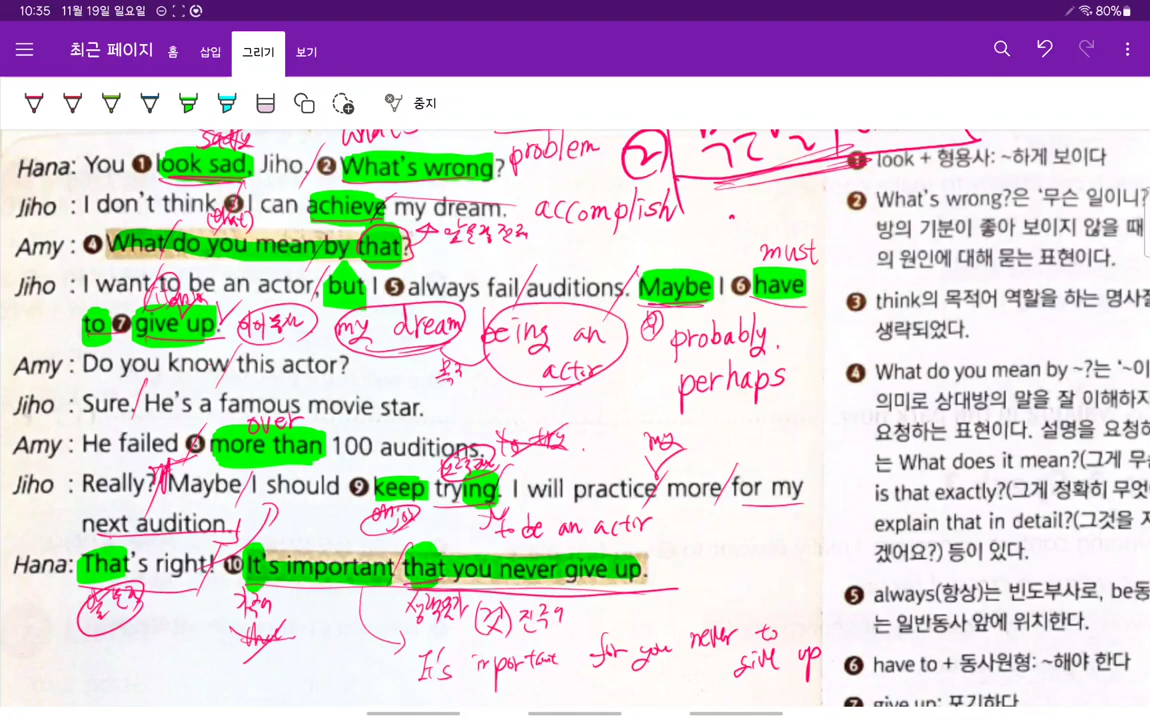 10:35 11월 19일 일요일 80%
최근 페이지 홈 삽입 그리기 보기
중지
Hana: You ❶ look sad, Jiho. ❷ What's wrong? problem
Jiho : I don't think ❸ I can achieve my dream. accomplish
(that)
Amy : ❹ What do you mean by that?
must
Jiho : I want to be an actor, but I ❺ always fail auditions. Maybe I ❻ have
to ❼ give up. my dream being an actor
probably.
perhaps
Amy : Do you know this actor?
Jiho : Sure. He's a famous movie star.
over
Amy : He failed ❽ more than 100 auditions.
Jiho : Really? Maybe I should ❾ keep trying. I will practice more for my
next audition. to be an actor
Hana: That's right! ❿ It's important that you never give up.
that
It's important for you never to give up
❶ look + 형용사: ~하게 보이다
❷ What's wrong?은 '무슨 일이니?
방의 기분이 좋아 보이지 않을 때
의 원인에 대해 묻는 표현이다.
❸ think의 목적어 역할을 하는 명사절
생략되었다.
❹ What do you mean by ~?는 '~이
의미로 상대방의 말을 잘 이해하지
요청하는 표현이다. 설명을 요청하
는 What does it mean?(그게 무슨
is that exactly?(그게 정확히 무엇
explain that in detail?(그것을 자
겠어요?) 등이 있다.
❺ always(항상)는 빈도부사로, be동
는 일반동사 앞에 위치한다.
❻ have to + 동사원형: ~해야 한다
❼ give up: 포기하다